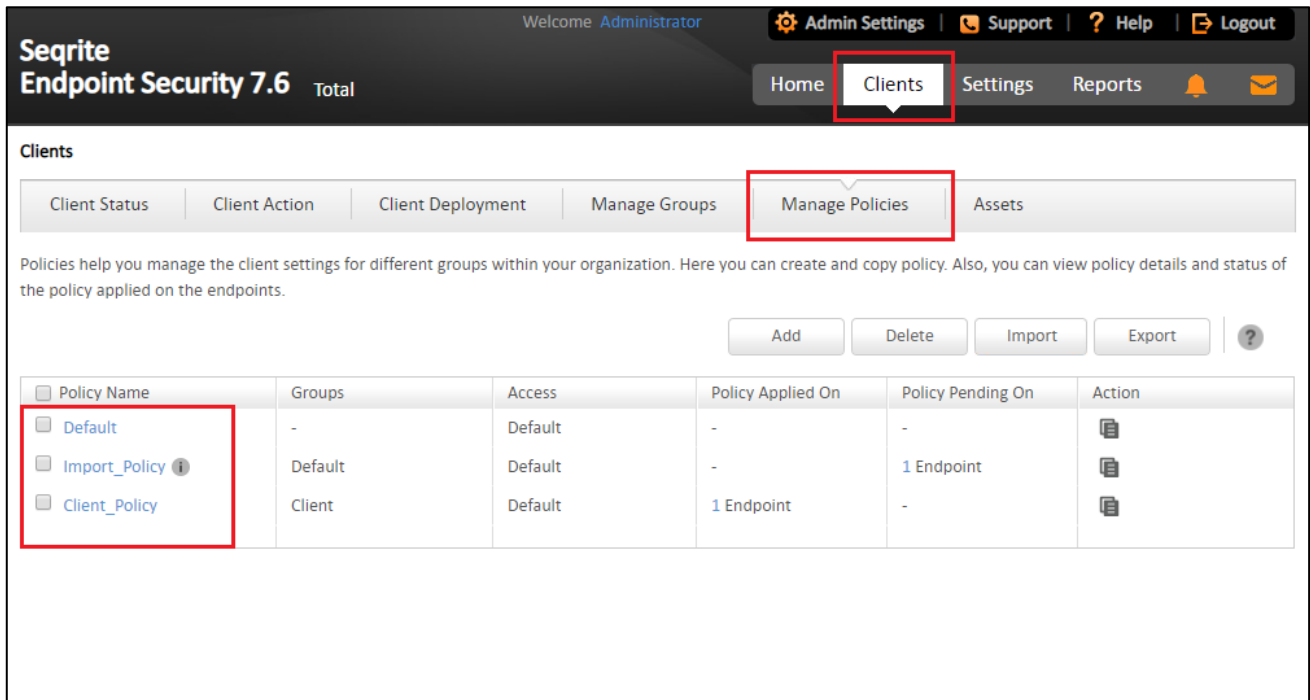 Welcome Administrator
Admin Settings | Support | ? Help | Logout
Seqrite
Endpoint Security 7.6 Total
Home Clients Settings Reports
Clients
Client Status Client Action Client Deployment Manage Groups Manage Policies Assets
Policies help you manage the client settings for different groups within your organization. Here you can create and copy policy. Also, you can view policy details and status of
the policy applied on the endpoints.
Add Delete Import Export ?
Policy Name Groups Access Policy Applied On Policy Pending On Action
Default - Default - -
Import_Policy i Default Default - 1 Endpoint
Client_Policy Client Default 1 Endpoint -